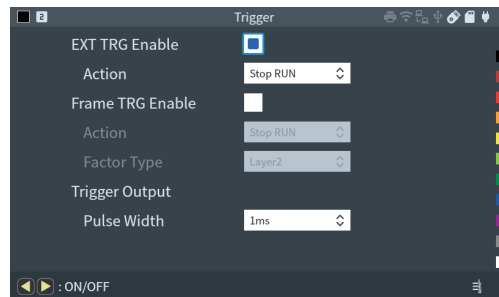 2 Trigger
EXT TRG Enable
Action Stop RUN
Frame TRG Enable
Action Stop RUN
Factor Type Layer2
Trigger Output
Pulse Width 1ms
: ON/OFF